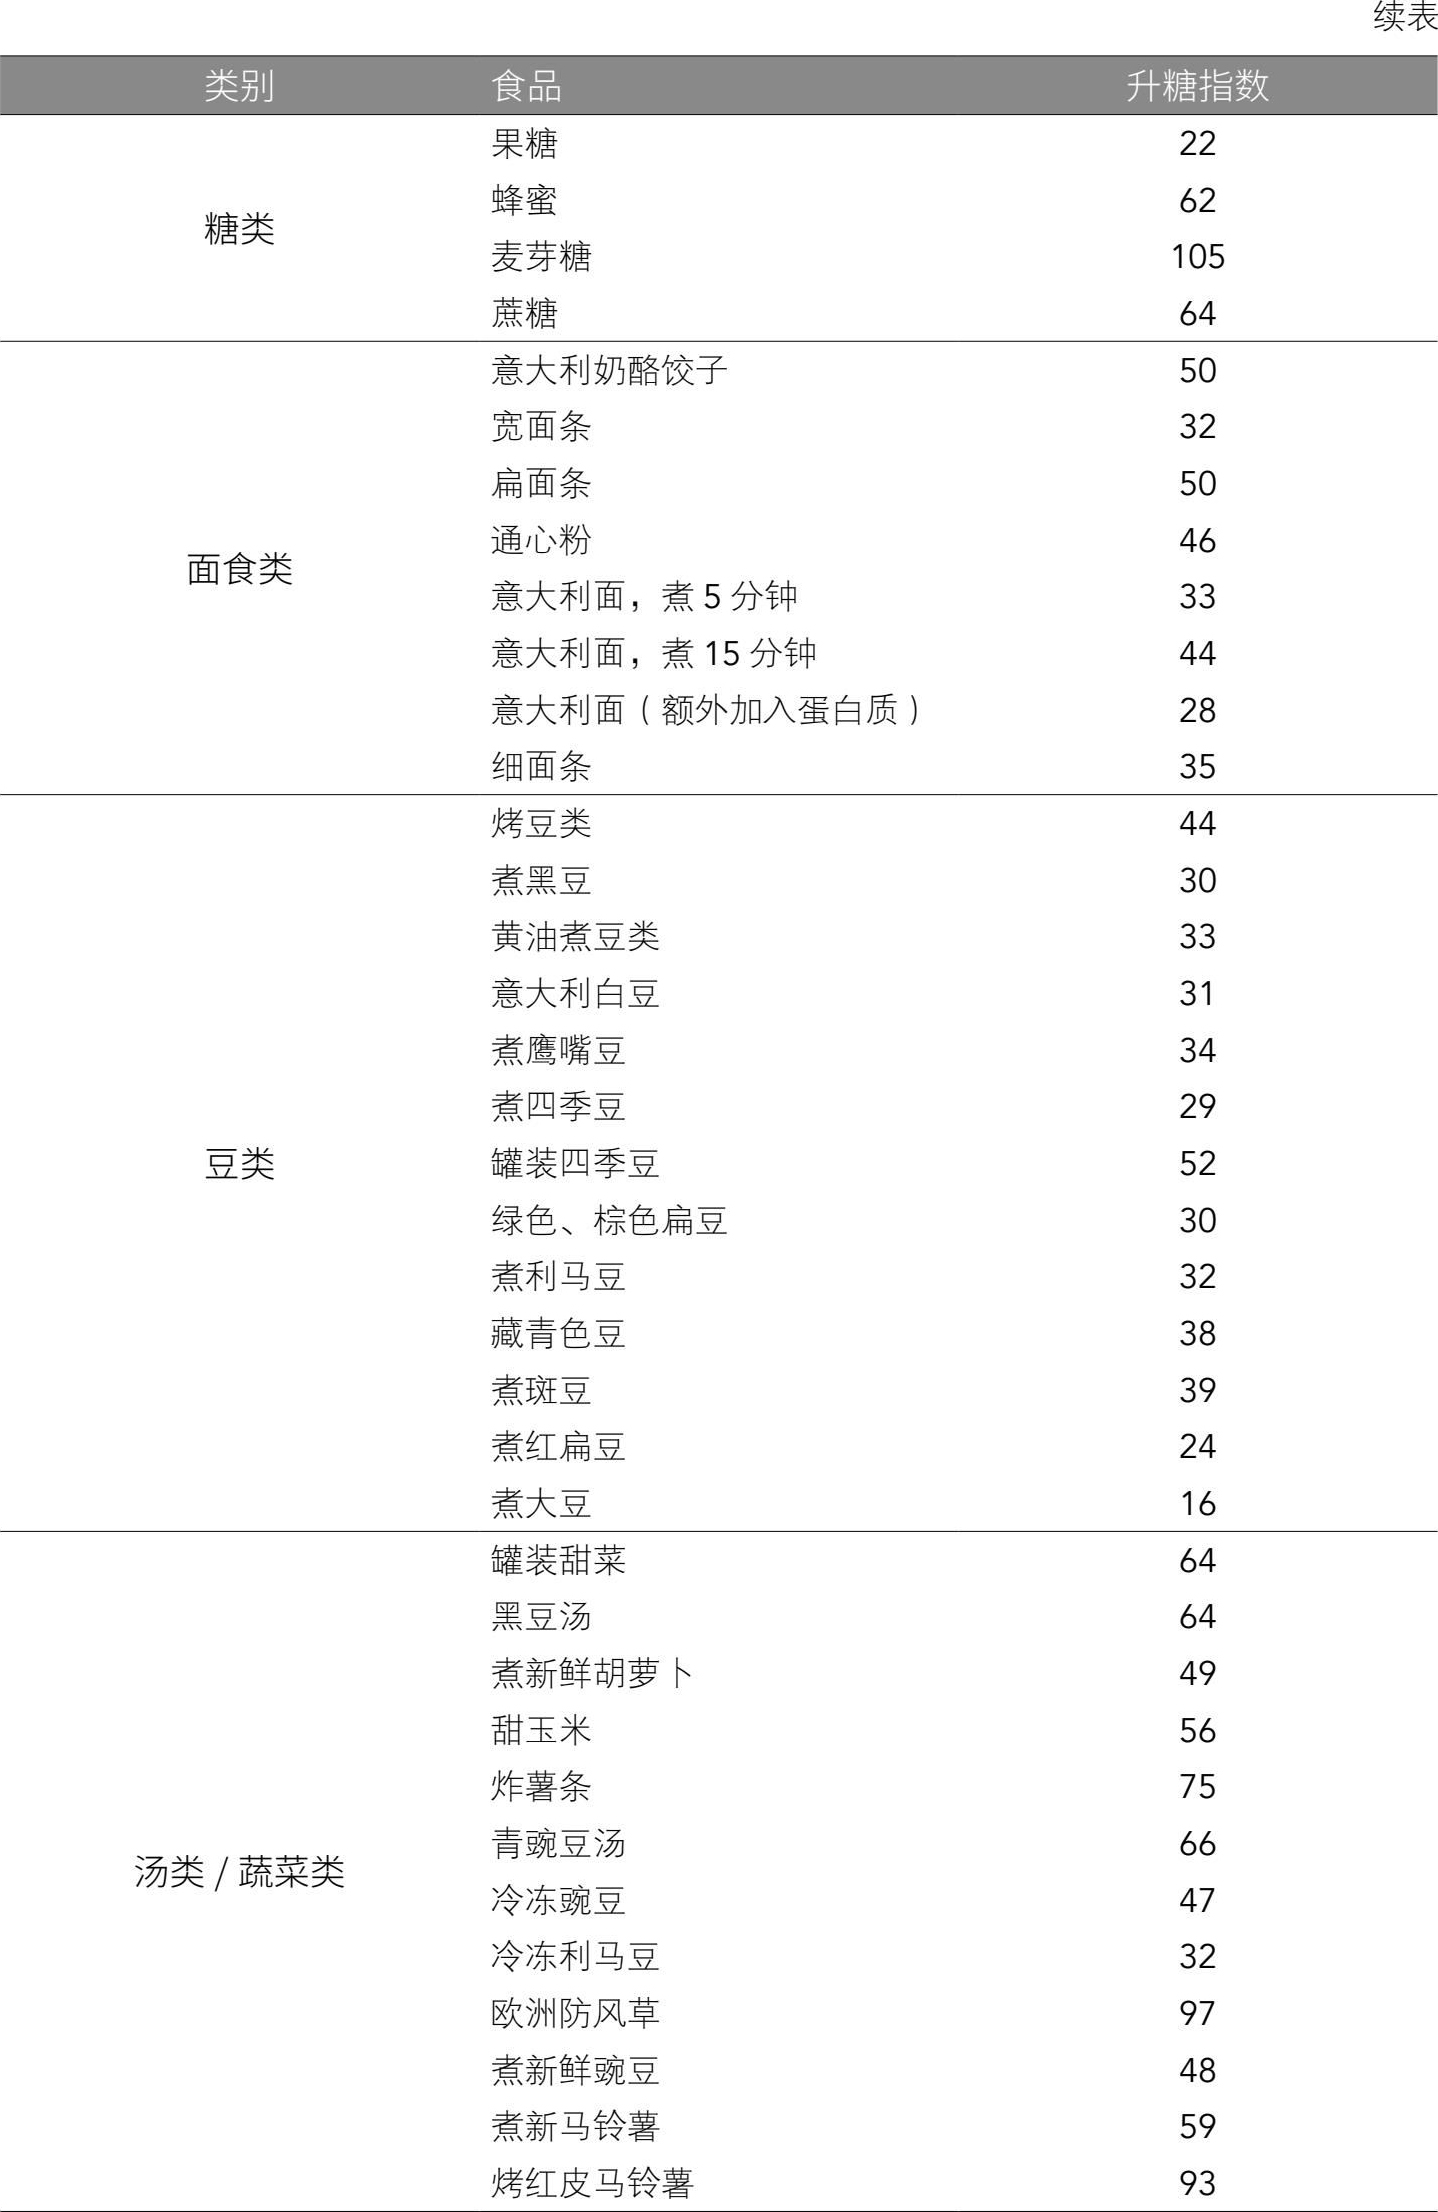 续表
类别 食品 升糖指数
果糖 22
蜂蜜 62
糖类
麦芽糖 105
蔗糖 64
意大利奶酪饺子 50
宽面条 32
扁面条 50
通心粉 46
面食类
意大利面，煮 5 分钟 33
意大利面，煮 15 分钟 44
意大利面（额外加入蛋白质） 28
细面条 35
烤豆类 44
煮黑豆 30
黄油煮豆类 33
意大利白豆 31
煮鹰嘴豆 34
煮四季豆 29
豆类 罐装四季豆 52
绿色、棕色扁豆 30
煮利马豆 32
藏青色豆 38
煮斑豆 39
煮红扁豆 24
煮大豆 16
罐装甜菜 64
黑豆汤 64
煮新鲜胡萝卜 49
甜玉米 56
炸薯条 75
青豌豆汤 66
汤类 / 蔬菜类
冷冻豌豆 47
冷冻利马豆 32
欧洲防风草 97
煮新鲜豌豆 48
煮新马铃薯 59
烤红皮马铃薯 93